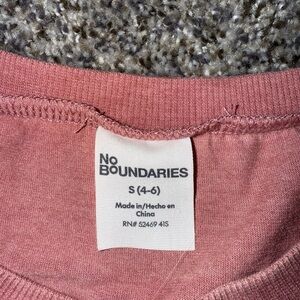 No
BOUNDARIES
S (4-6)
Made in/Hecho en
China
RN# 52469 41S